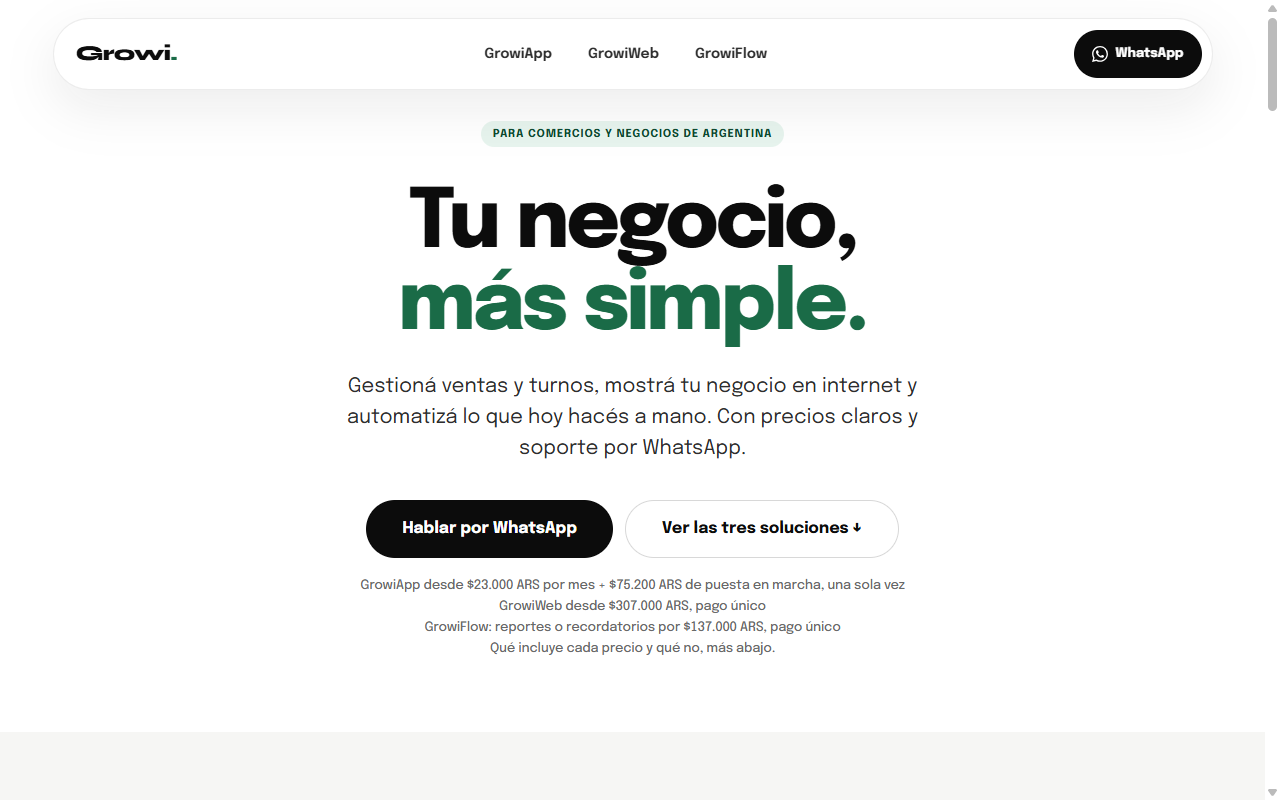 Growi.
GrowiApp
GrowiWeb
GrowiFlow
WhatsApp
PARA COMERCIOS Y NEGOCIOS DE ARGENTINA
Tu negocio,
más simple.
Gestioná ventas y turnos, mostrá tu negocio en internet y
automatizá lo que hoy hacés a mano. Con precios claros y
soporte por WhatsApp.
Hablar por WhatsApp
Ver las tres soluciones ↓
GrowiApp desde $23.000 ARS por mes + $75.200 ARS de puesta en marcha, una sola vez
GrowiWeb desde $307.000 ARS, pago único
GrowiFlow: reportes o recordatorios por $137.000 ARS, pago único
Qué incluye cada precio y qué no, más abajo.